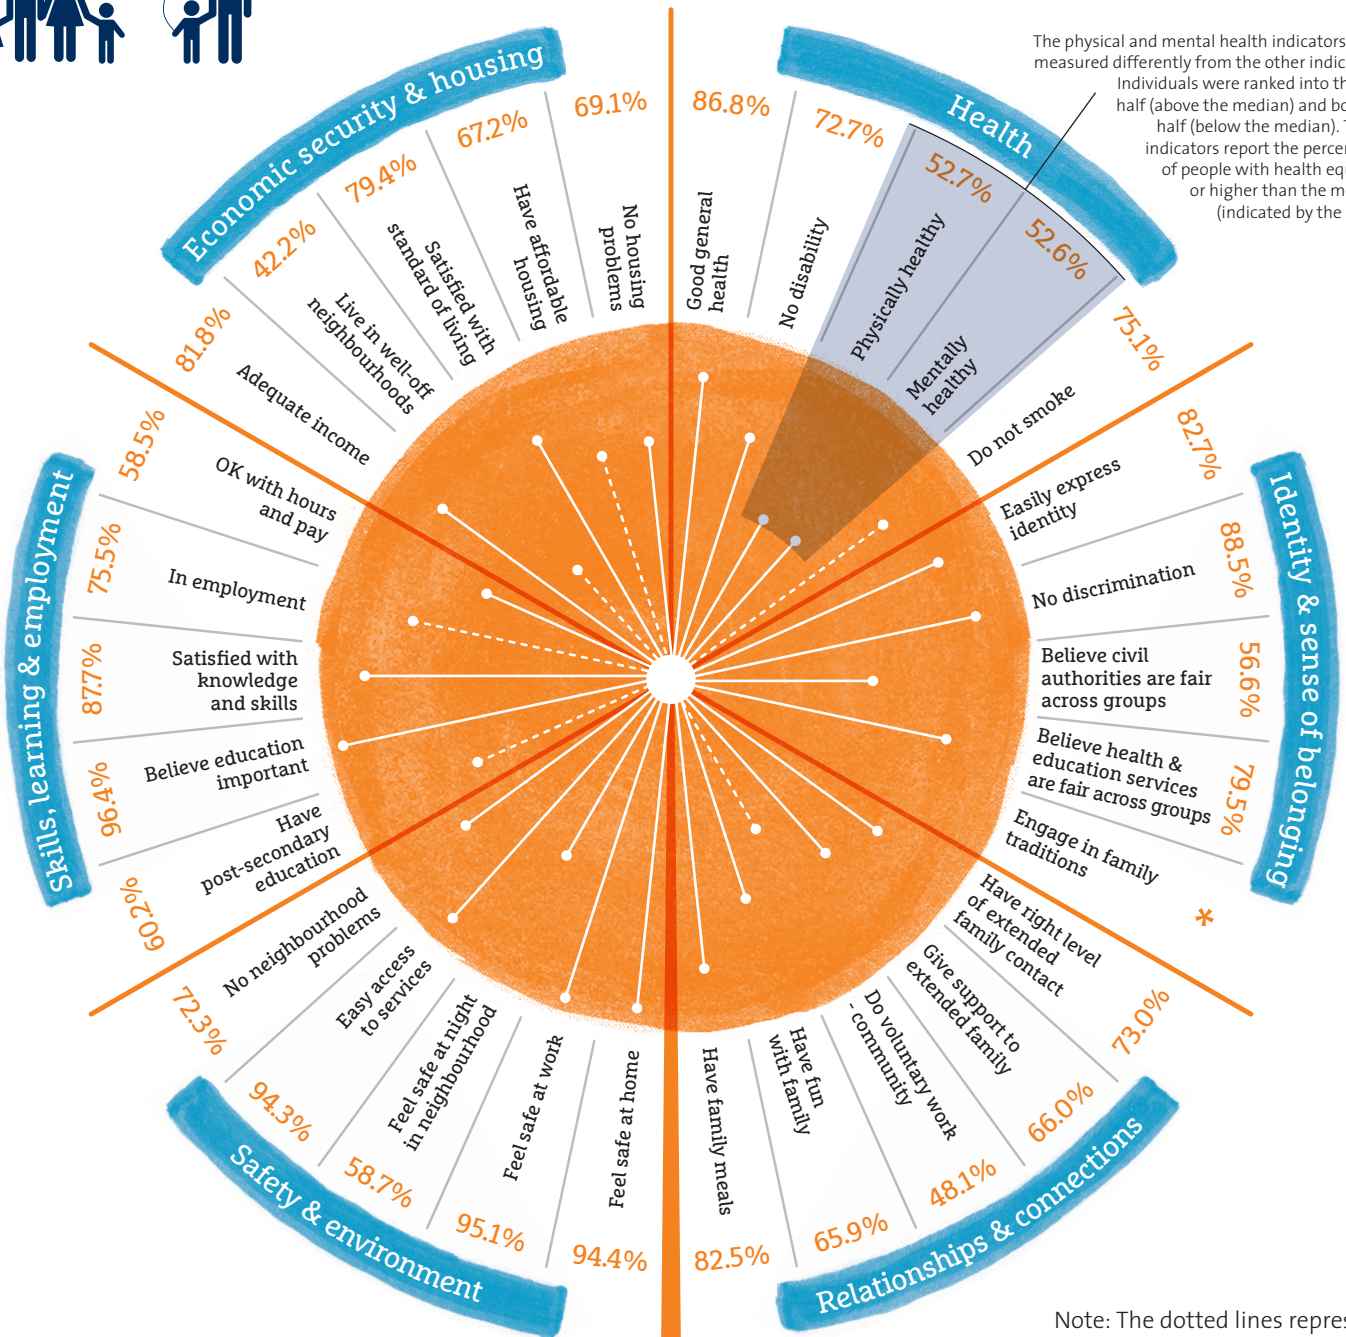 The physical and mental health indicators
measured differently from the other indic
Individuals were ranked into th
half (above the median) and bo
half (below the median). T
indicators report the percen
of people with health equ
or higher than the m
(indicated by the
Health
86.8%
Good general
health
72.7%
No disability
52.7%
Physically healthy
52.6%
Mentally
healthy
75.1%
Do not smoke
Identity & sense of belonging
82.7%
Easily express
identity
88.5%
No discrimination
56.6%
Believe civil
authorities are fair
across groups
79.5%
Believe health &
education services
are fair across groups
*
Engage in family
traditions
Relationships & connections
73.0%
Have right level
of extended
family contact
66.0%
Give support to
extended family
48.1%
Do voluntary work
- community
65.9%
Have fun
with family
82.5%
Have family meals
Safety & environment
94.4%
Feel safe at home
95.1%
Feel safe at work
58.7%
Feel safe at night
in neighbourhood
94.3%
Easy access
to services
72.3%
No neighbourhood
problems
Skills, learning & employment
60.2%
Have
post-secondary
education
96.4%
Believe education
important
87.7%
Satisfied with
knowledge
and skills
75.5%
In employment
58.5%
OK with hours
and pay
Economic security & housing
81.8%
Adequate income
42.2%
Live in well-off
neighbourhoods
79.4%
Satisfied with
standard of living
67.2%
Have affordable
housing
69.1%
No housing
problems
Note: The dotted lines repres